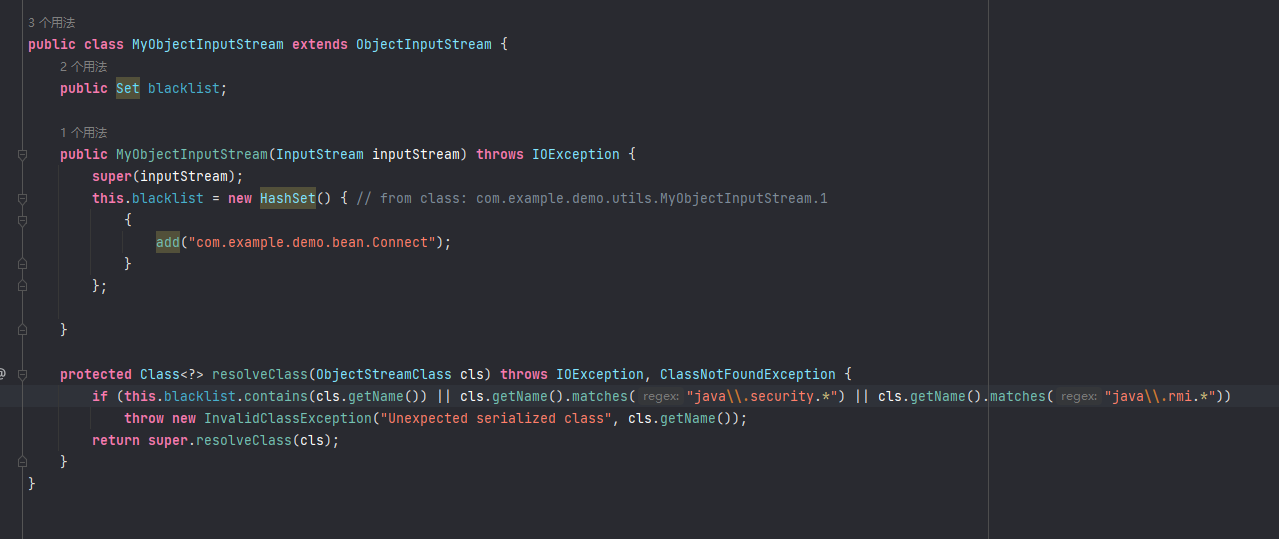 3 个用法
public class MyObjectInputStream extends ObjectInputStream {
2 个用法
public Set blacklist;
1 个用法
public MyObjectInputStream(InputStream inputStream) throws IOException {
super(inputStream);
this.blacklist = new HashSet() { // from class: com.example.demo.utils.MyObjectInputStream.1
{
add("com.example.demo.bean.Connect");
}
};
}
@
protected Class<?> resolveClass(ObjectStreamClass cls) throws IOException, ClassNotFoundException {
if (this.blacklist.contains(cls.getName()) || cls.getName().matches( regex: "java\\.security.*") || cls.getName().matches( regex: "java\\.rmi.*"))
throw new InvalidClassException("Unexpected serialized class", cls.getName());
return super.resolveClass(cls);
}
}